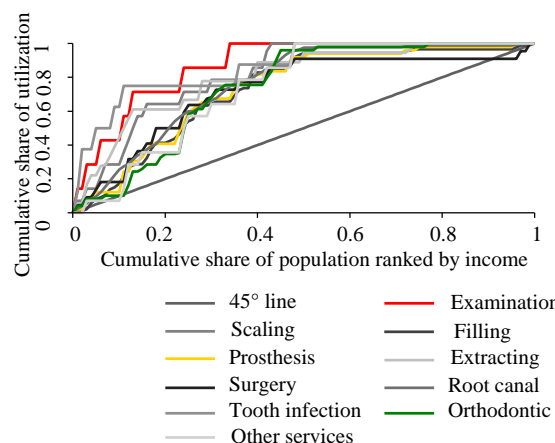 Cumulative share of utilization
0 0.2 0.4 0.6 0.8 1
0 0.2 0.4 0.6 0.8 1
Cumulative share of population ranked by income
45° line
Examination
Scaling
Filling
Prosthesis
Extracting
Surgery
Root canal
Tooth infection
Orthodontic
Other services